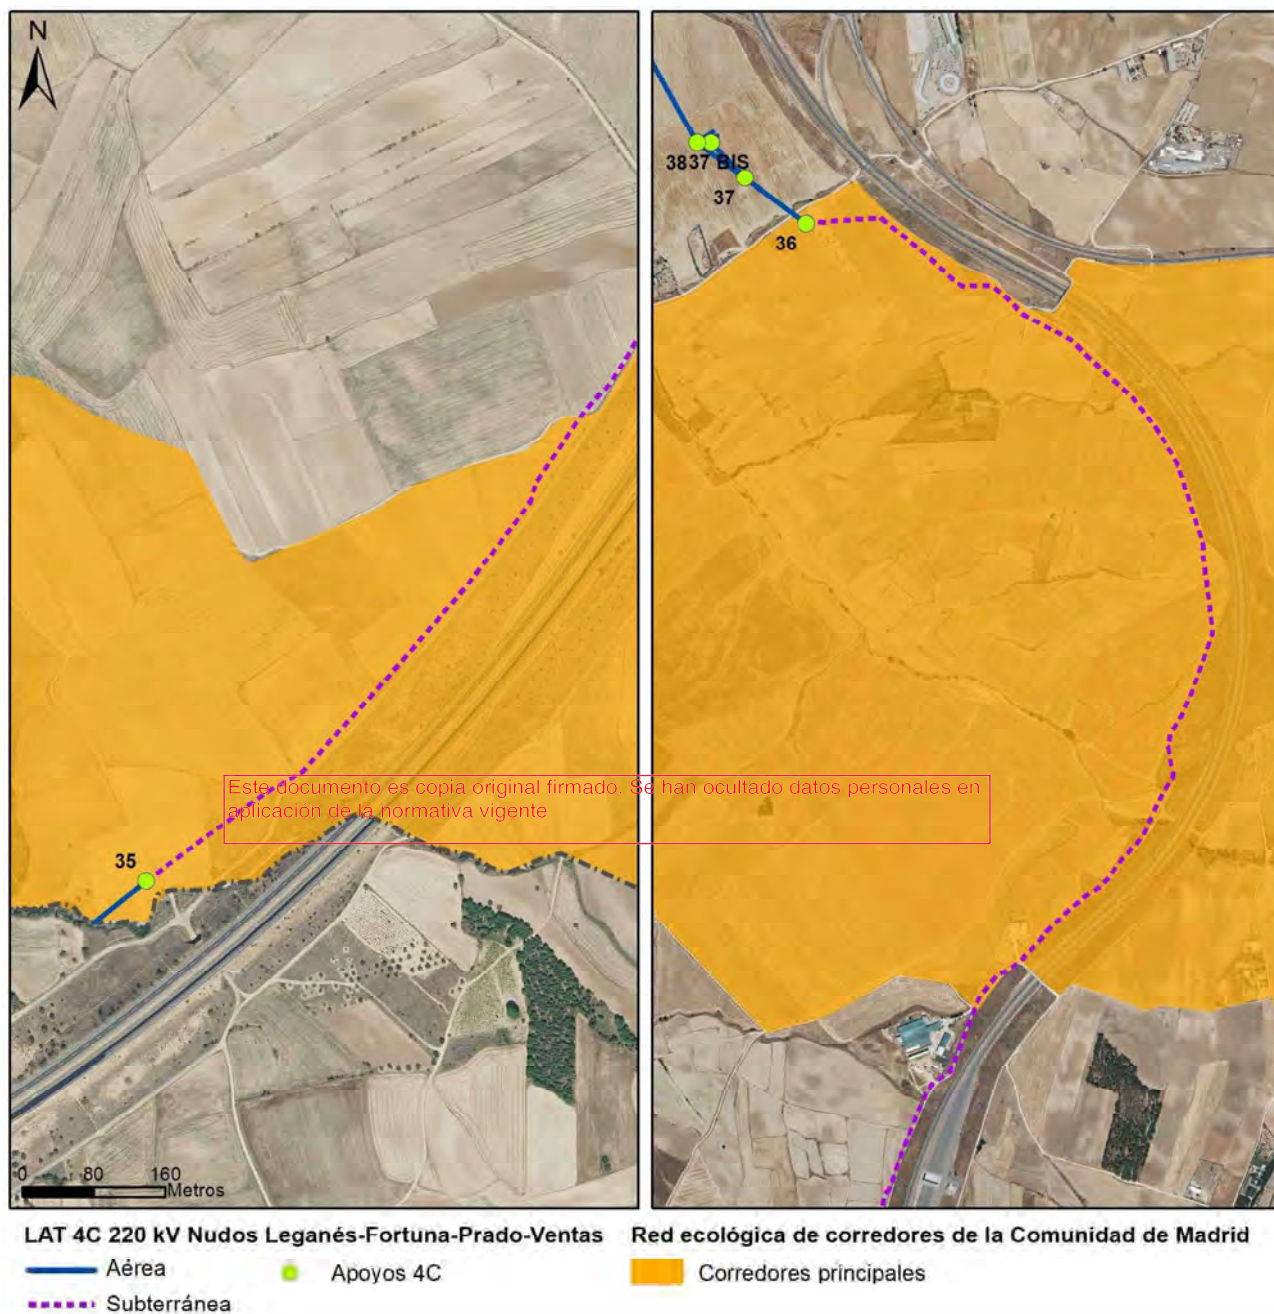 N
3837 BIS
37
36
Este documento es copia original firmado. Se han ocultado datos personales en
aplicación de la normativa vigente
35
0 80 160
Metros
LAT 4C 220 kV Nudos Leganés-Fortuna-Prado-Ventas
Aérea
Apoyos 4C
Subterránea
Red ecológica de corredores de la Comunidad de Madrid
Corredores principales